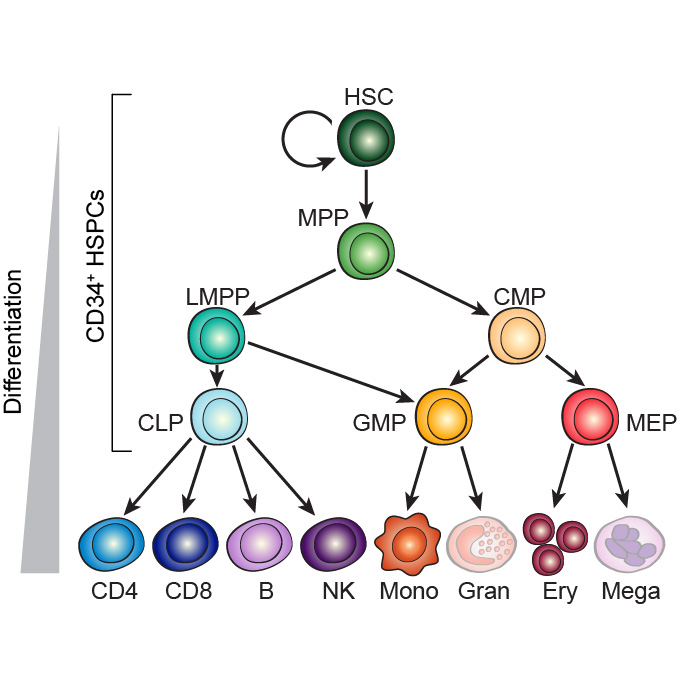 HSC
MPP
LMPP
CMP
CLP
GMP
MEP
CD4
CD8
B
NK
Mono
Gran
Ery
Mega
CD34⁺ HSPCs
Differentiation